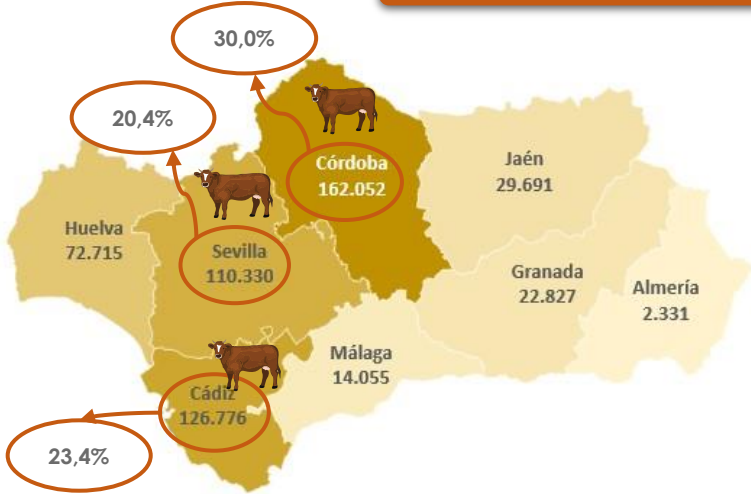 30,0%
20,4%
Córdoba
162.052
Jaén
29.691
Huelva
72.715
Sevilla
110.330
Granada
22.827
Almería
2.331
Málaga
14.055
Cádiz
126.776
23,4%